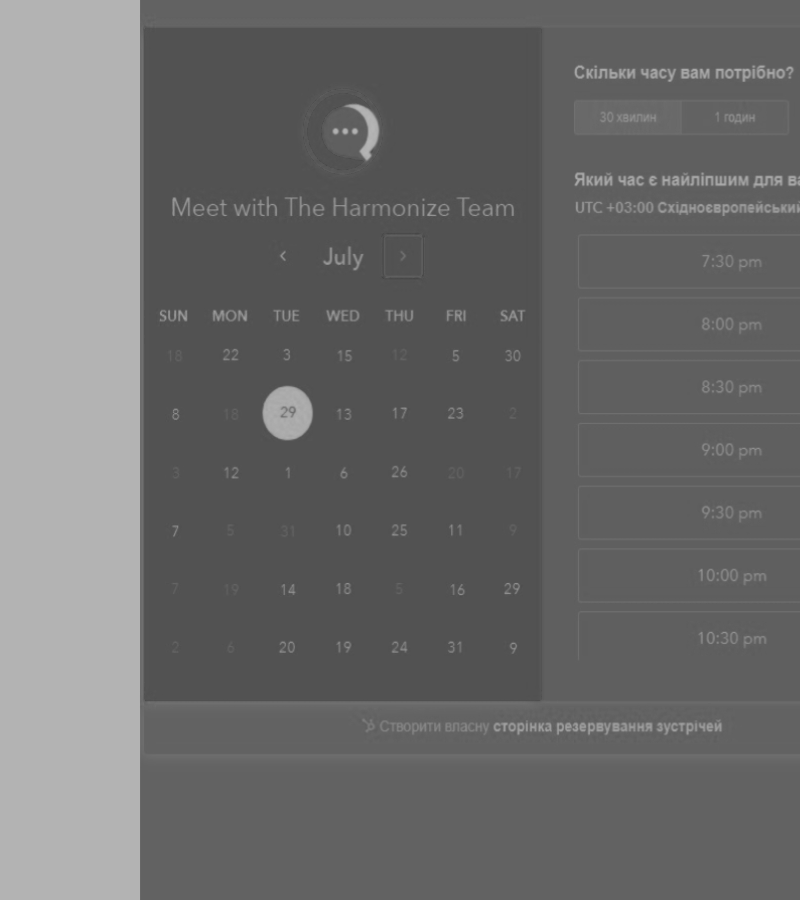 Meet with The Harmonize Team
July
SUN MON TUE WED THU FRI SAT
18 22 3 15 12 5 30
8 18 29 13 17 23 2
3 12 1 6 26 20 17
7 5 31 10 25 11 9
7 19 14 18 5 16 29
2 6 20 19 24 31 9
Скільки часу вам потрібно?
30 хвилин 1 годин
Який час є найліпшим для
UTC +03:00 Східноєвропейський
7:30 pm
8:00 pm
8:30 pm
9:00 pm
9:30 pm
10:00 pm
10:30 pm
Створити власну сторінка резервування зустрічей